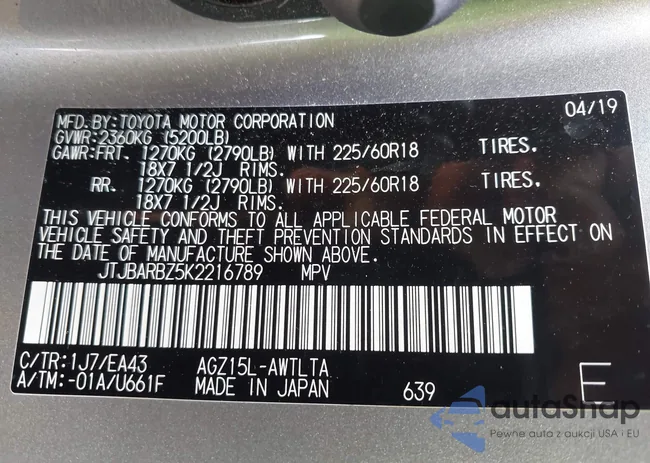 MFD.BY:TOYOTA MOTOR CORPORATION 04/19
GVWR:2360KG (5200LB)
GAWR:FRT. 1270KG (2790LB) WITH 225/60R18 TIRES.
18X7 1/2J RIMS.
RR. 1270KG (2790LB) WITH 225/60R18 TIRES.
18X7 1/2J RIMS.
THIS VEHICLE CONFORMS TO ALL APPLICABLE FEDERAL MOTOR
VEHICLE SAFETY AND THEFT PREVENTION STANDARDS IN EFFECT ON
THE DATE OF MANUFACTURE SHOWN ABOVE.
JTJBARBZ5K2216789 MPV
C/TR:1J7/EA43 AGZ15L-AWTLTA
A/TM:-01A/U661F MADE IN JAPAN 639 E
autaSnap
Pewne auta z aukcji USA i EU